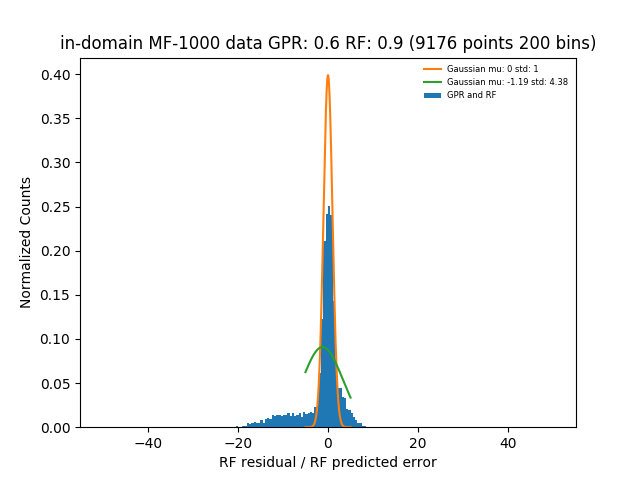 in-domain MF-1000 data GPR: 0.6 RF: 0.9 (9176 points 200 bins)
Gaussian mu: 0 std: 1
Gaussian mu: -1.19 std: 4.38
GPR and RF
Normalized Counts
0.40
0.35
0.30
0.25
0.20
0.15
0.10
0.05
0.00
−40
−20
0
20
40
RF residual / RF predicted error